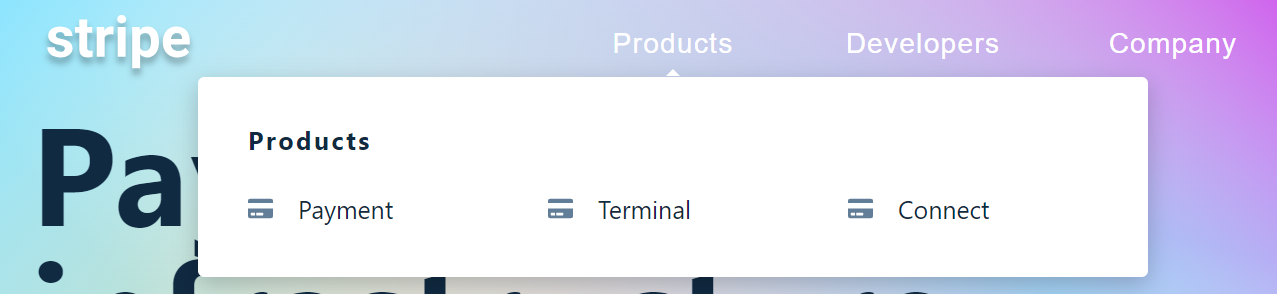 stripe
Products Developers Company
Products
Payment Terminal Connect